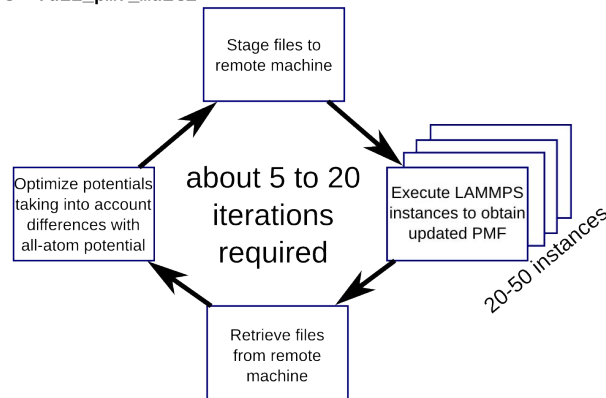 Stage files to
remote machine
Optimize potentials
taking into account
differences with
all-atom potential
about 5 to 20
iterations
required
Execute LAMMPS
instances to obtain
updated PMF
20-50 instances
Retrieve files
from remote
machine